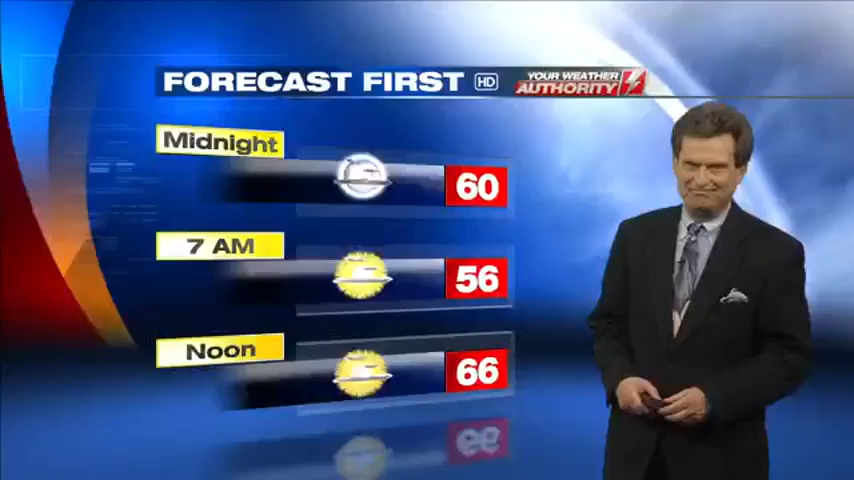 FORECAST FIRST HD YOUR WEATHER
AUTHORITY
Midnight
60
7 AM
56
Noon
66